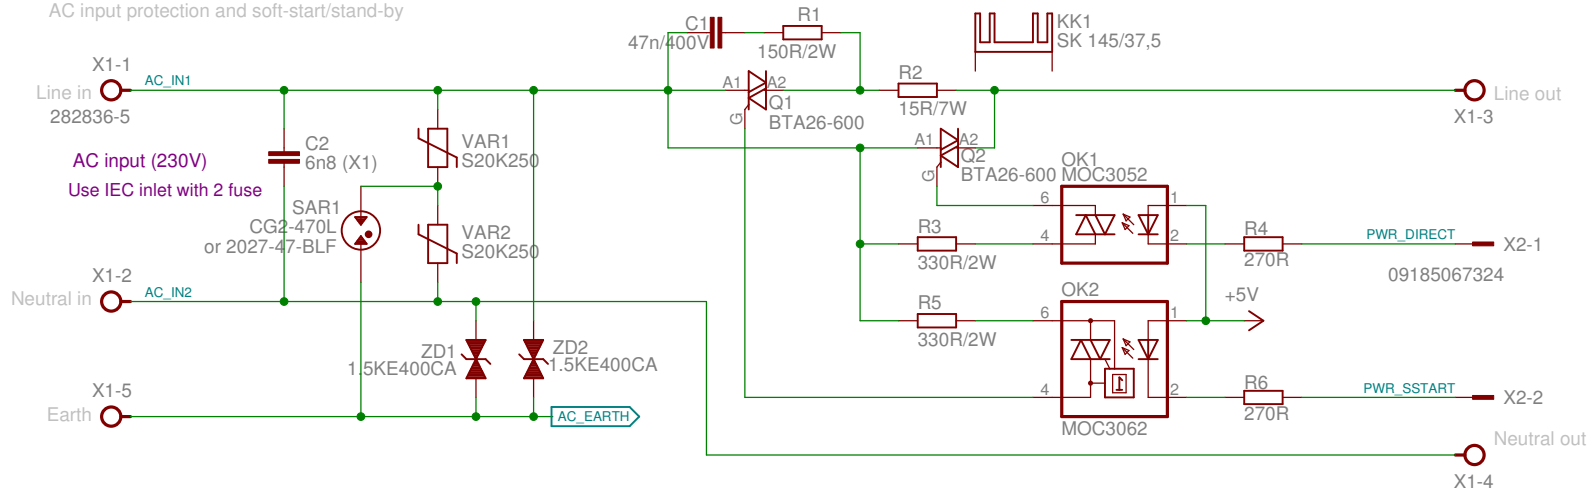 AC input protection and soft-start/stand-by
C1
47n/400V
R1
150R/2W
KK1
SK 145/37,5
X1-1
AC_IN1
Line in
282836-5
A1
A2
G
Q1
BTA26-600
R2
15R/7W
Line out
X1-3
C2
6n8 (X1)
VAR1
S20K250
AC input (230V)
Use IEC inlet with 2 fuse
A1
A2
G
Q2
BTA26-600
OK1
MOC3052
6
4
1
2
SAR1
CG2-470L
or 2027-47-BLF
VAR2
S20K250
R3
330R/2W
R4
270R
PWR_DIRECT
X2-1
09185067324
X1-2
AC_IN2
Neutral in
R5
330R/2W
OK2
6
4
1
2
1
MOC3062
+5V
ZD1
1.5KE400CA
ZD2
1.5KE400CA
R6
270R
PWR_SSTART
X2-2
X1-5
Earth
AC_EARTH
Neutral out
X1-4